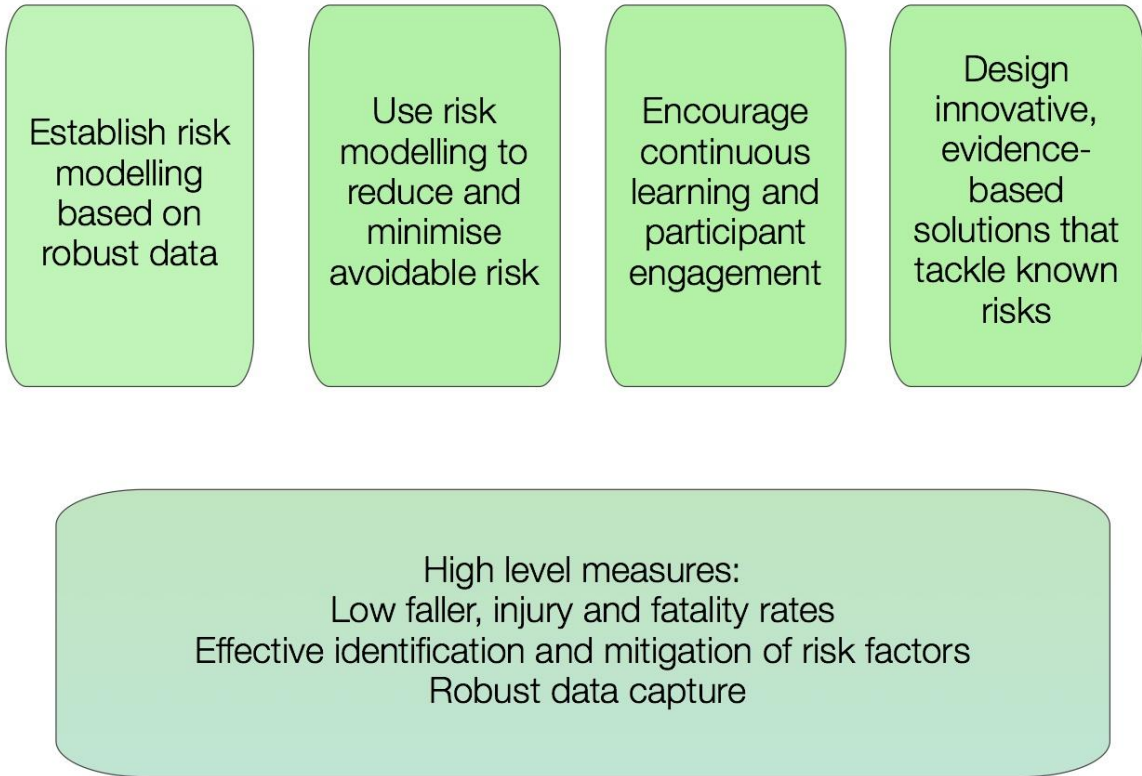 Establish risk
modelling
based on
robust data
Use risk
modelling to
reduce and
minimise
avoidable risk
Encourage
continuous
learning and
participant
engagement
Design
innovative,
evidence-
based
solutions that
tackle known
risks
High level measures:
Low faller, injury and fatality rates
Effective identification and mitigation of risk factors
Robust data capture